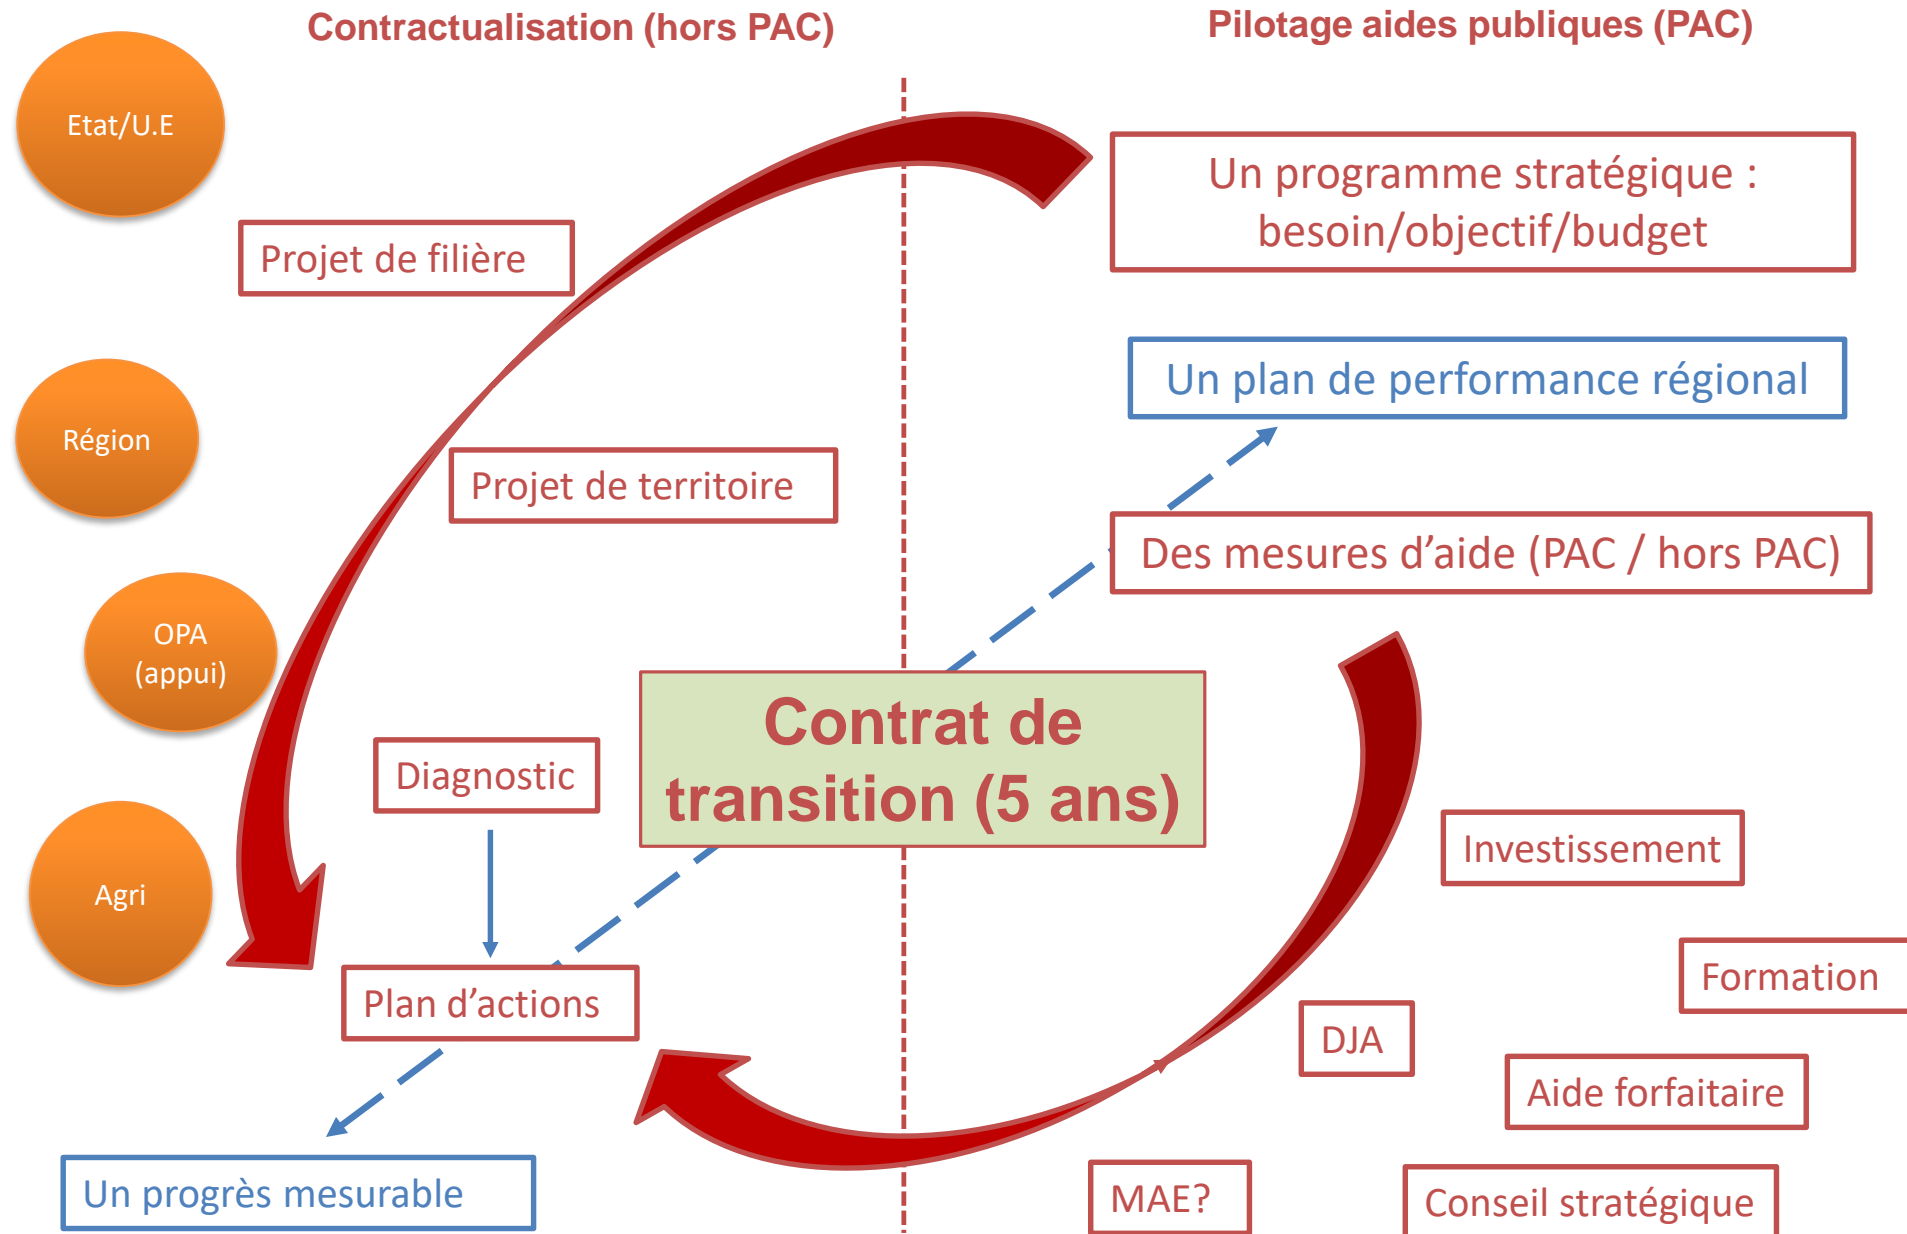 Contractualisation (hors PAC)
Pilotage aides publiques (PAC)
Etat/U.E
Un programme stratégique :
besoin/objectif/budget
Projet de filière
Un plan de performance régional
Région
Projet de territoire
Des mesures d’aide (PAC / hors PAC)
OPA
(appui)
Contrat de
transition (5 ans)
Diagnostic
Investissement
Agri
Formation
Plan d’actions
DJA
Aide forfaitaire
Un progrès mesurable
MAE?
Conseil stratégique